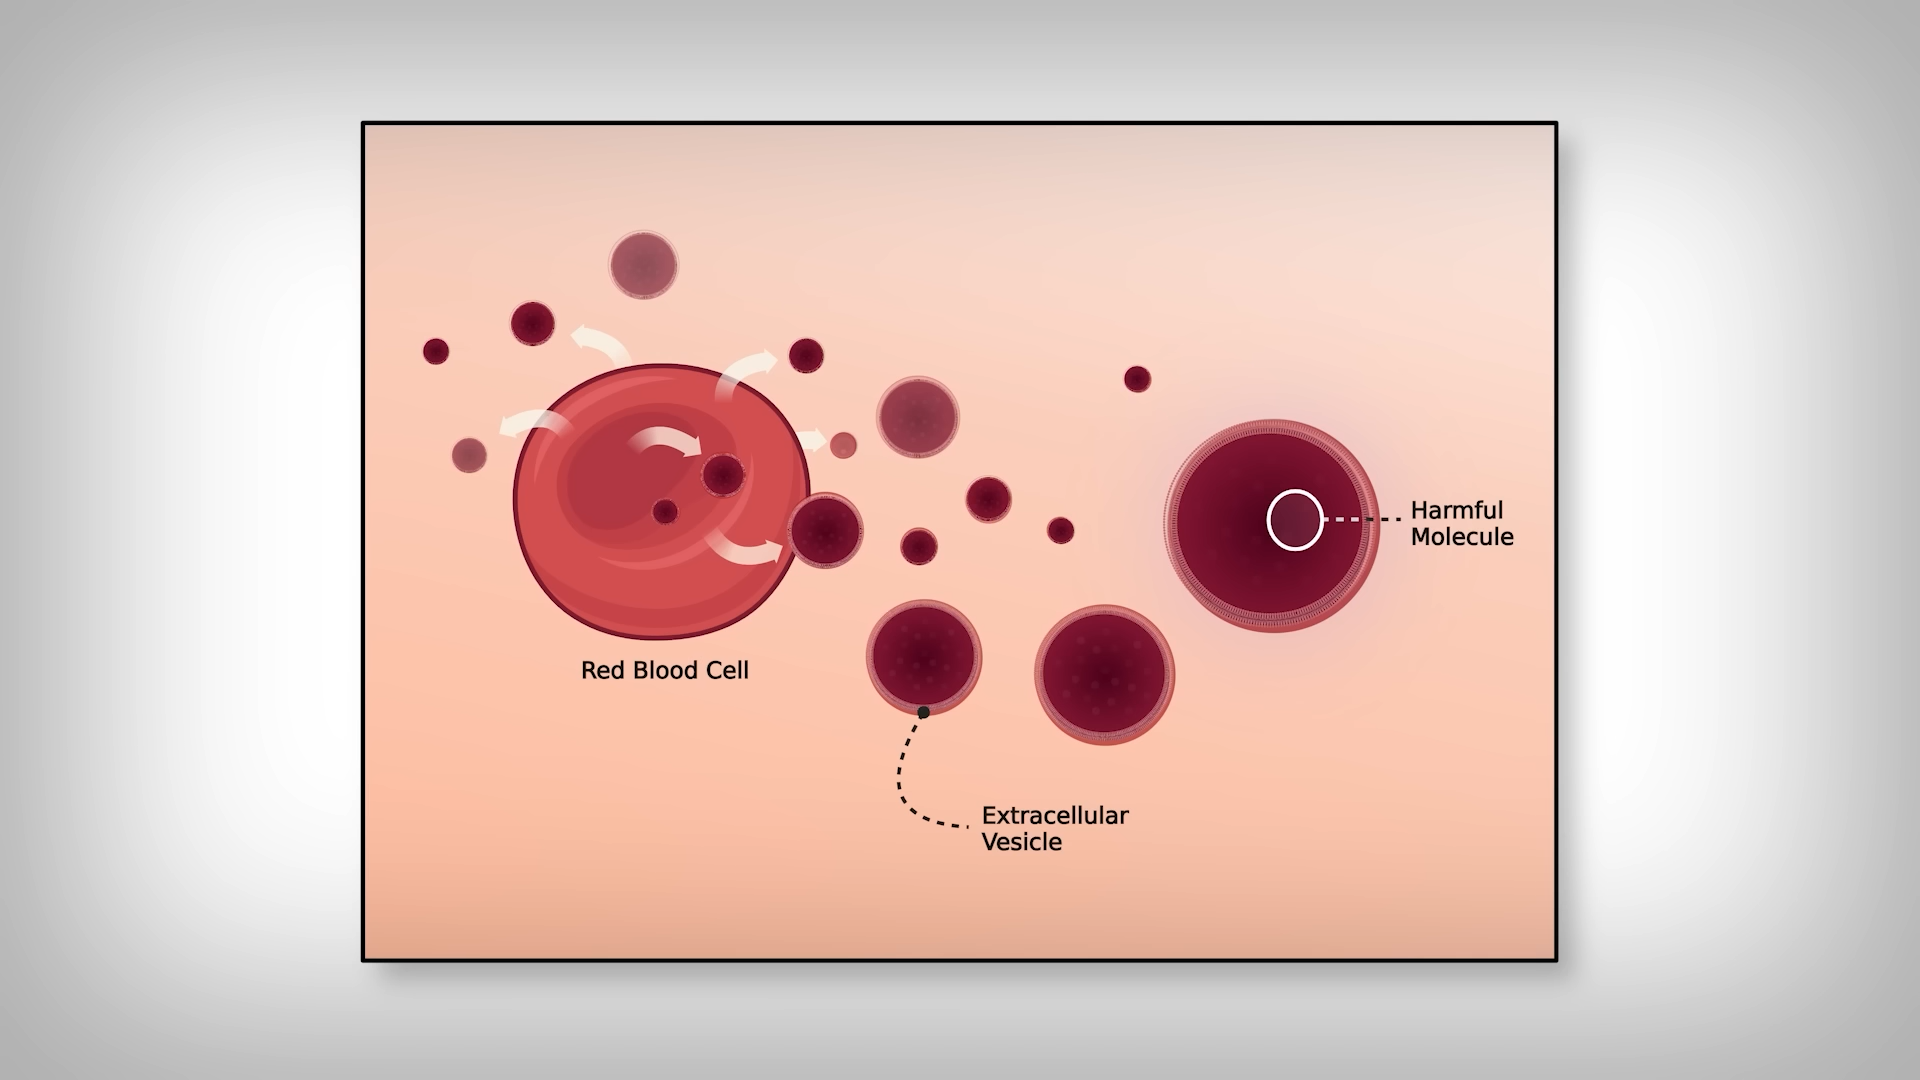 Harmful
Molecule
Red Blood Cell
Extracellular
Vesicle